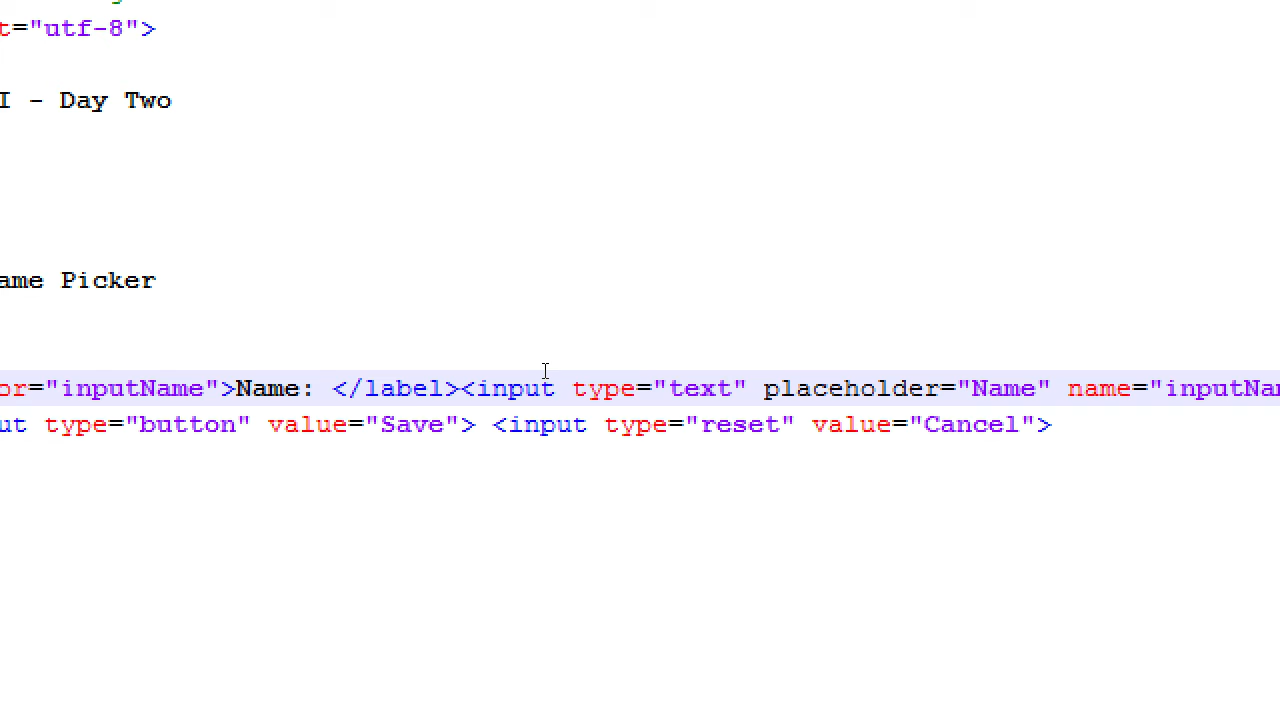 t="utf-8">
I - Day Two
ame Picker
or="inputName">Name: </label><input type="text" placeholder="Name" name="inputNam
ut type="button" value="Save"> <input type="reset" value="Cancel">